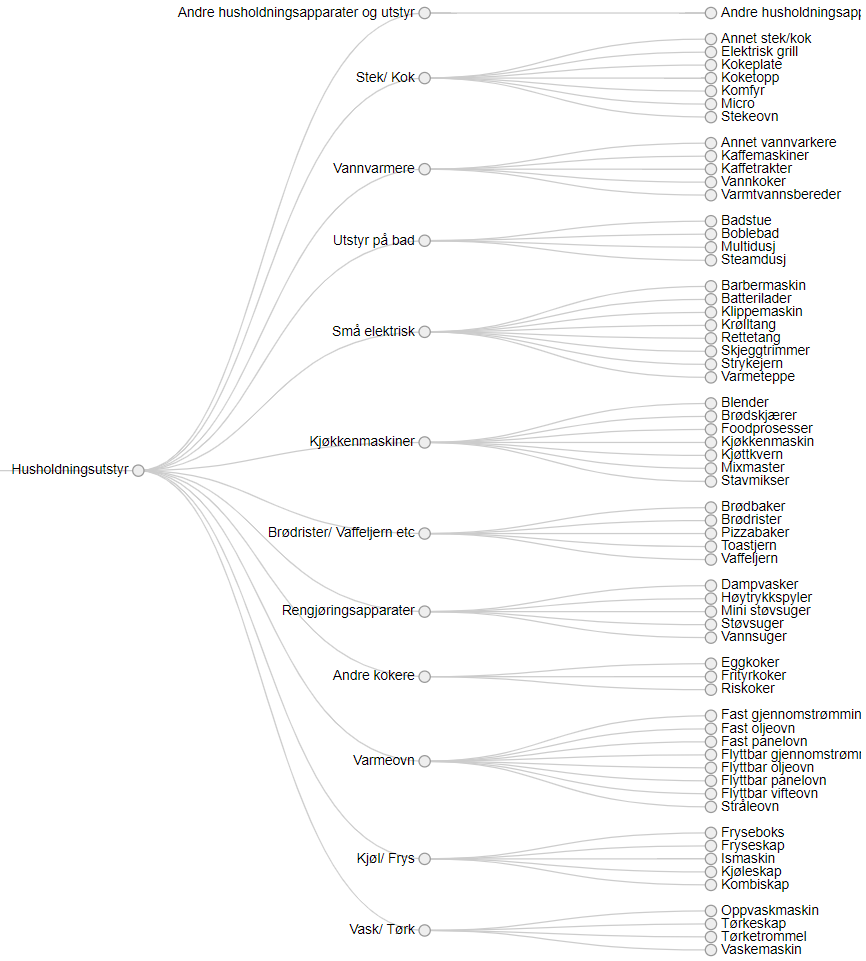 Andre husholdningsapparater og utstyr
Andre husholdningsapp
Stek/ Kok
Annet stek/kok
Elektrisk grill
Kokeplate
Koketopp
Komfyr
Micro
Stekeovn
Vannvarmere
Annet vannvarkere
Kaffemaskiner
Kaffetrakter
Vannkoker
Varmtvannsbereder
Utstyr på bad
Badstue
Boblebad
Multidusj
Steamdusj
Små elektrisk
Barbermaskin
Batterilader
Klippemaskin
Krølltang
Rettetang
Skjeggtrimmer
Strykejern
Varmeteppe
Kjøkkenmaskiner
Blender
Brødskjærer
Foodprosesser
Kjøkkenmaskin
Kjøttkvern
Mixmaster
Stavmikser
Husholdningsutstyr
Brødrister/ Vaffeljern etc
Brødbaker
Brødrister
Pizzabaker
Toastjern
Vaffeljern
Rengjøringsapparater
Dampvasker
Høytrykkspyler
Mini støvsuger
Støvsuger
Vannsuger
Andre kokere
Eggkoker
Frityrkoker
Riskoker
Varmeovn
Fast gjennomstrømmin
Fast oljeovn
Fast panelovn
Flyttbar gjennomstrømm
Flyttbar oljeovn
Flyttbar panelovn
Flyttbar vifteovn
Stråleovn
Kjøl/ Frys
Fryseboks
Fryseskap
Ismaskin
Kjøleskap
Kombiskap
Vask/ Tørk
Oppvaskmaskin
Tørkeskap
Tørketrommel
Vaskemaskin